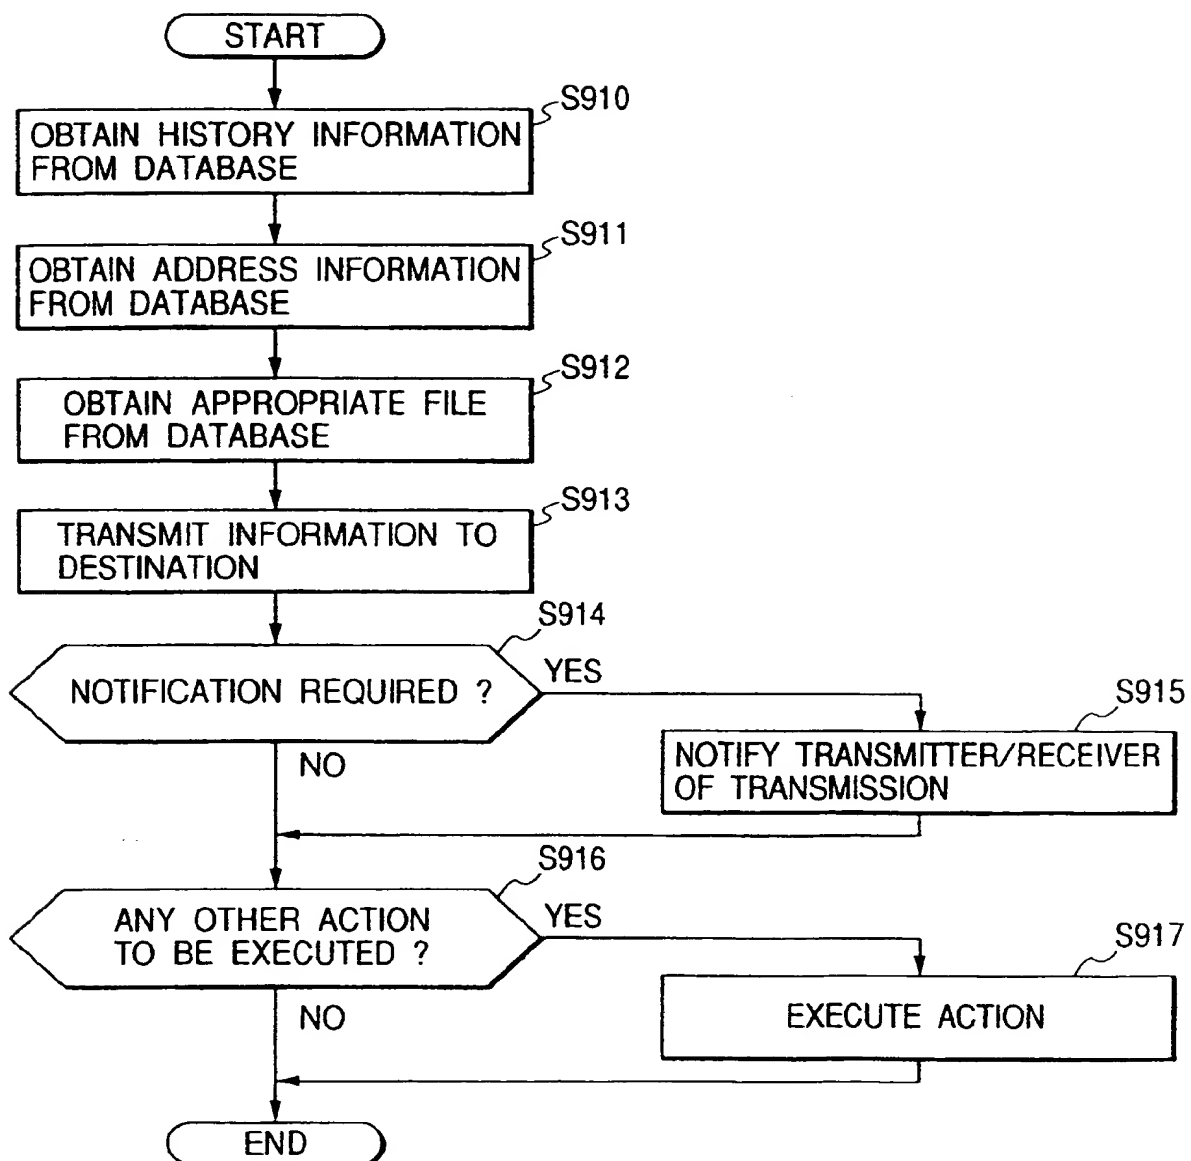 START
S910
OBTAIN HISTORY INFORMATION
FROM DATABASE
S911
OBTAIN ADDRESS INFORMATION
FROM DATABASE
S912
OBTAIN APPROPRIATE FILE
FROM DATABASE
S913
TRANSMIT INFORMATION TO
DESTINATION
S914
NOTIFICATION REQUIRED ?
YES
NO
S915
NOTIFY TRANSMITTER/RECEIVER
OF TRANSMISSION
S916
ANY OTHER ACTION
TO BE EXECUTED ?
YES
NO
S917
EXECUTE ACTION
END